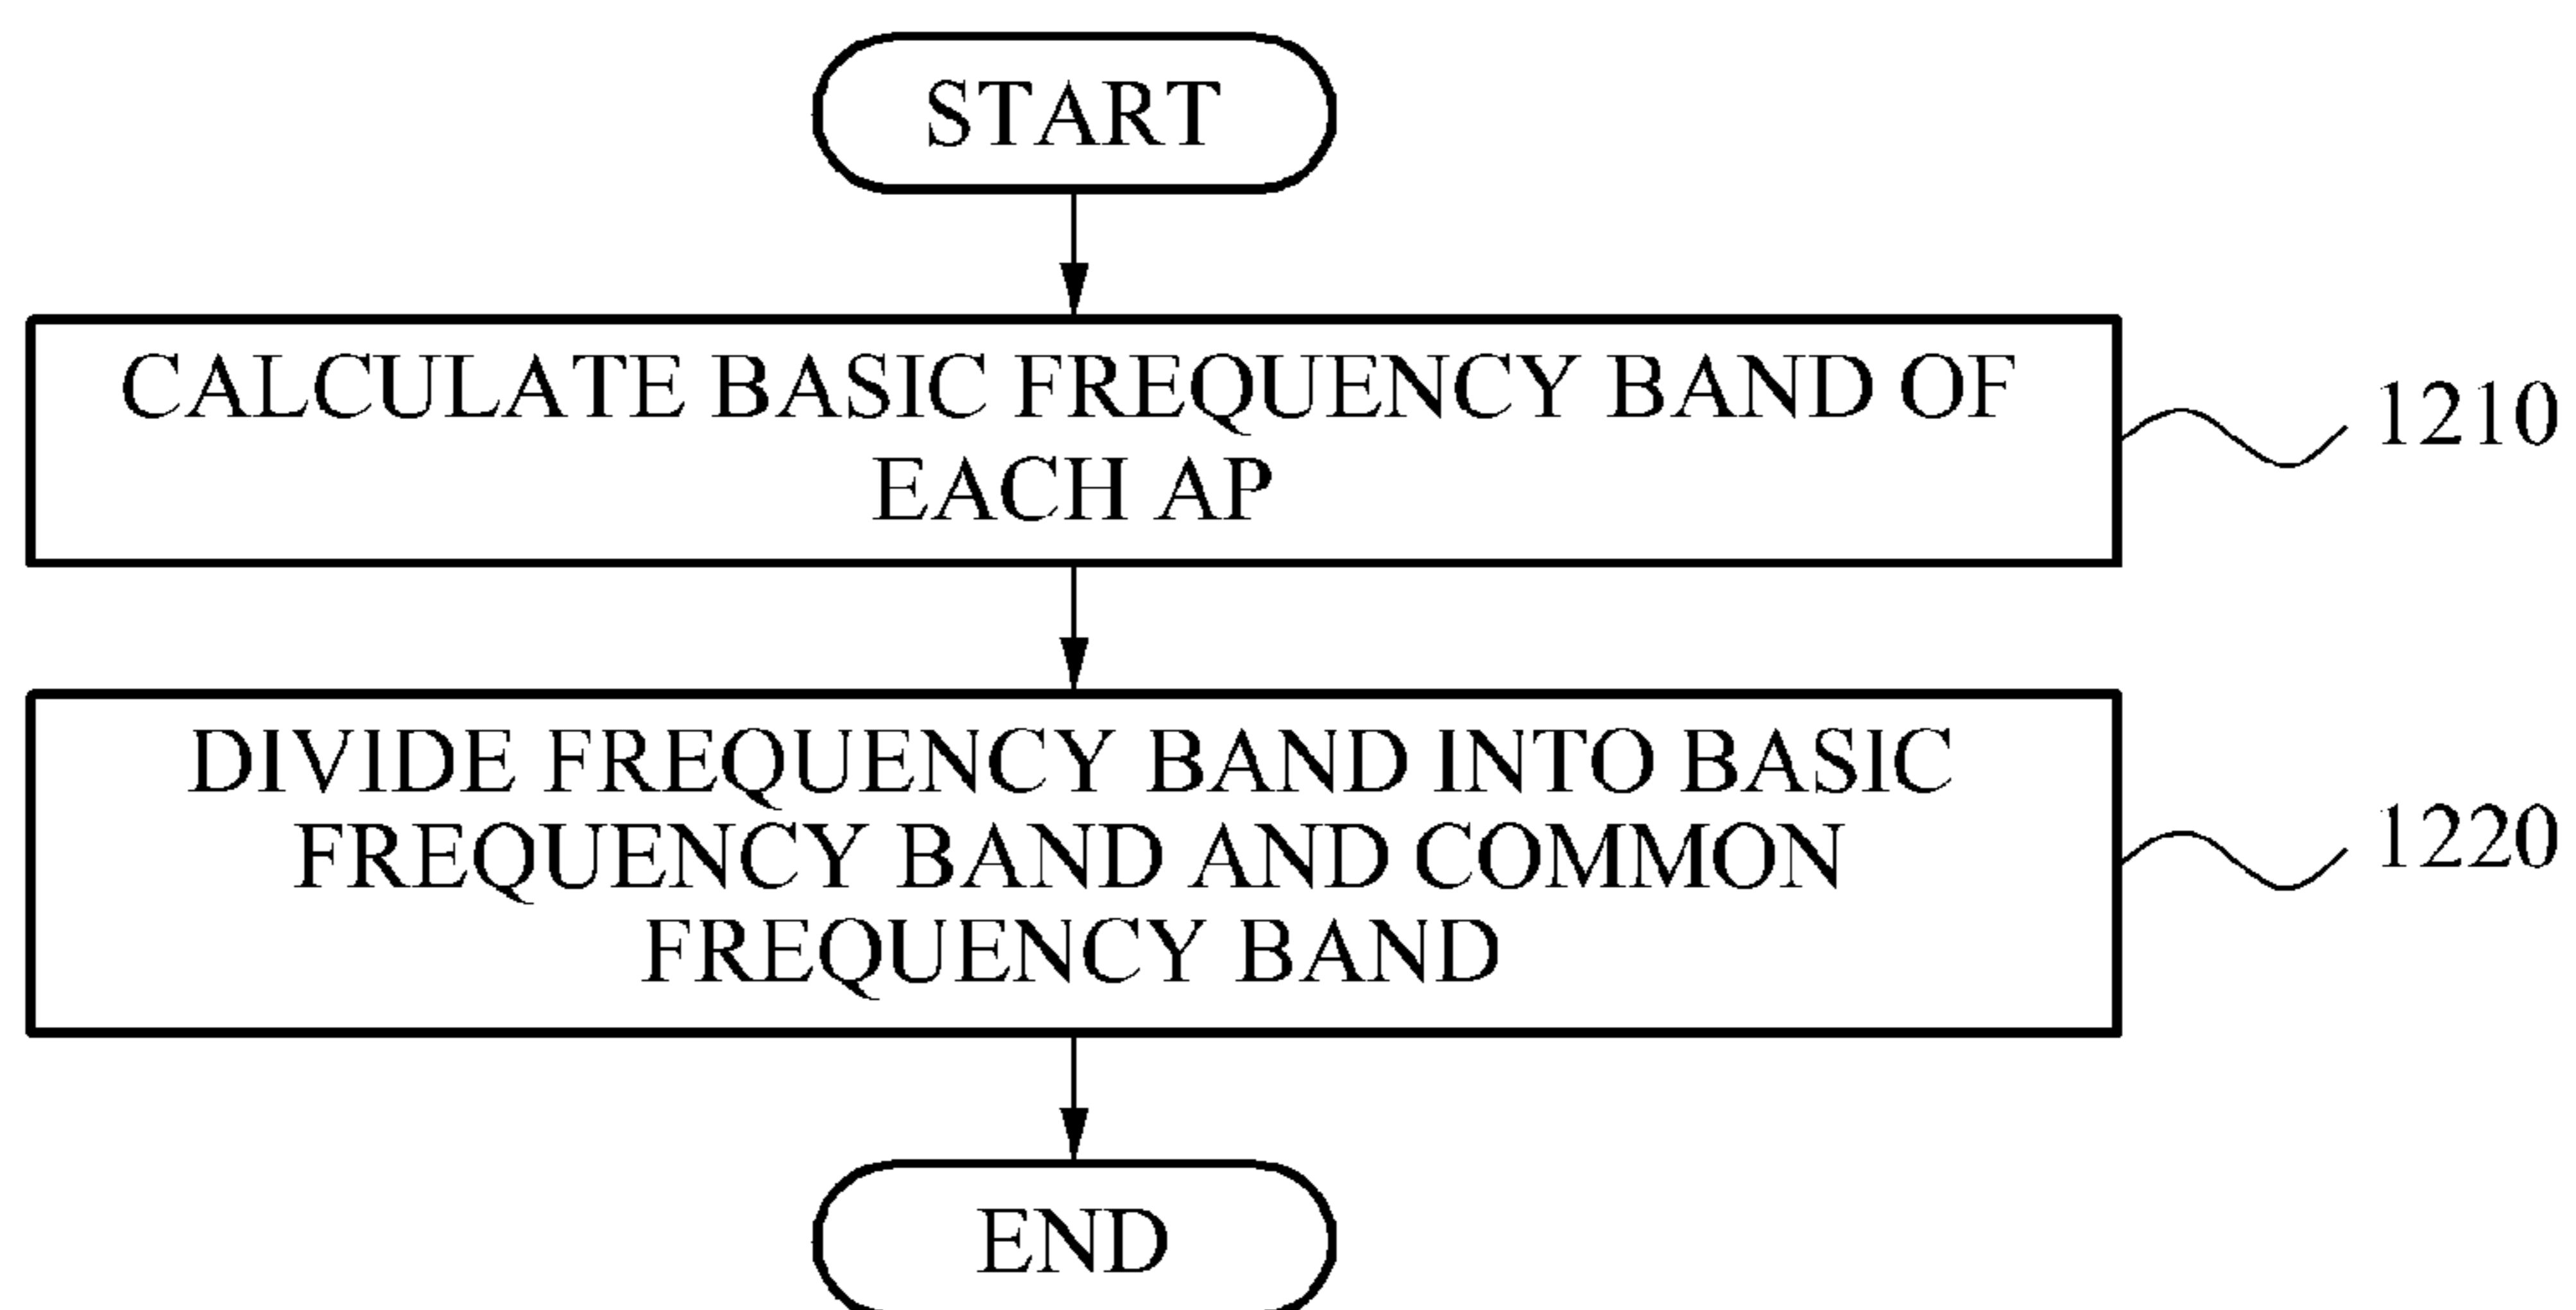 START
CALCULATE BASIC FREQUENCY BAND OF
EACH AP
1210
DIVIDE FREQUENCY BAND INTO BASIC
FREQUENCY BAND AND COMMON
FREQUENCY BAND
1220
END